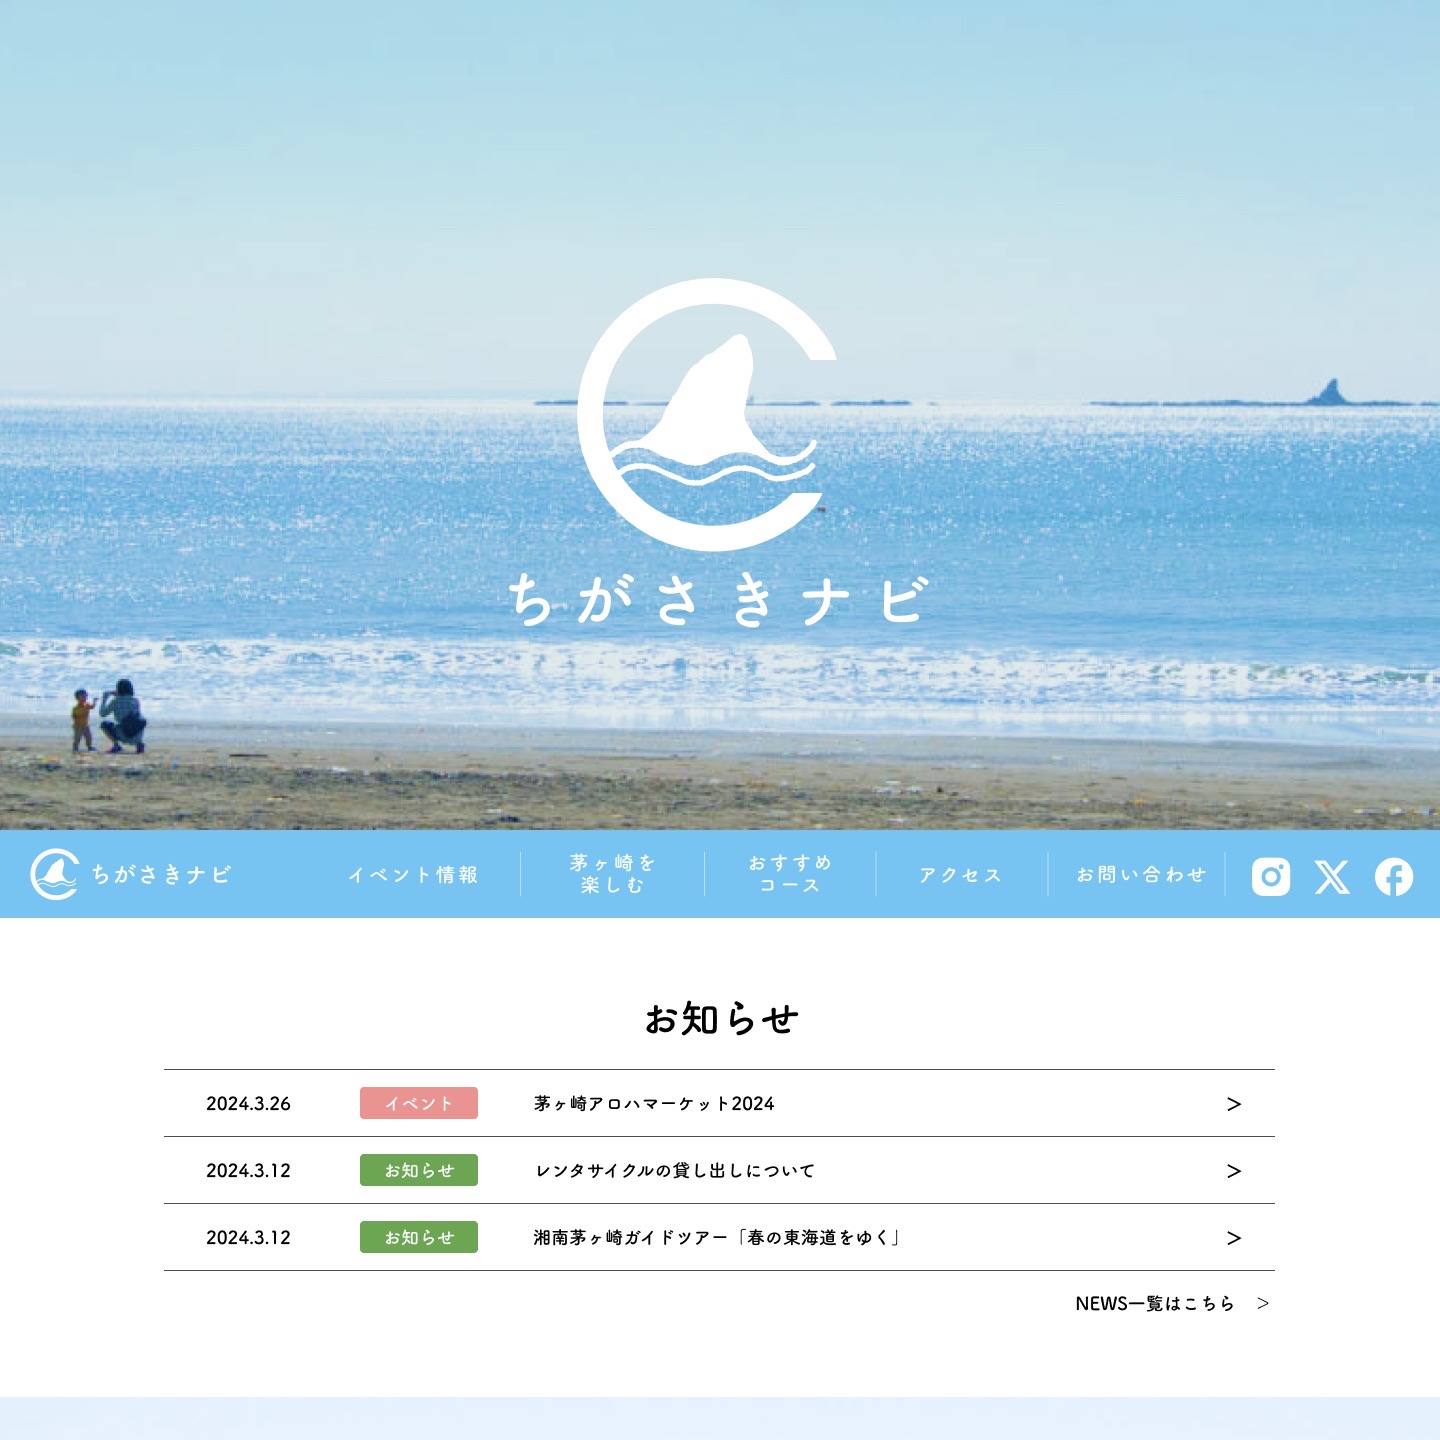 ちがさきナビ
ちがさきナビ
イベント情報
茅ヶ崎を
楽しむ
おすすめ
コース
アクセス
お問い合わせ
お知らせ
2024.3.26 イベント 茅ヶ崎アロハマーケット2024 >
2024.3.12 お知らせ レンタサイクルの貸し出しについて >
2024.3.12 お知らせ 湘南茅ヶ崎ガイドツアー「春の東海道をゆく」 >
NEWS一覧はこちら >